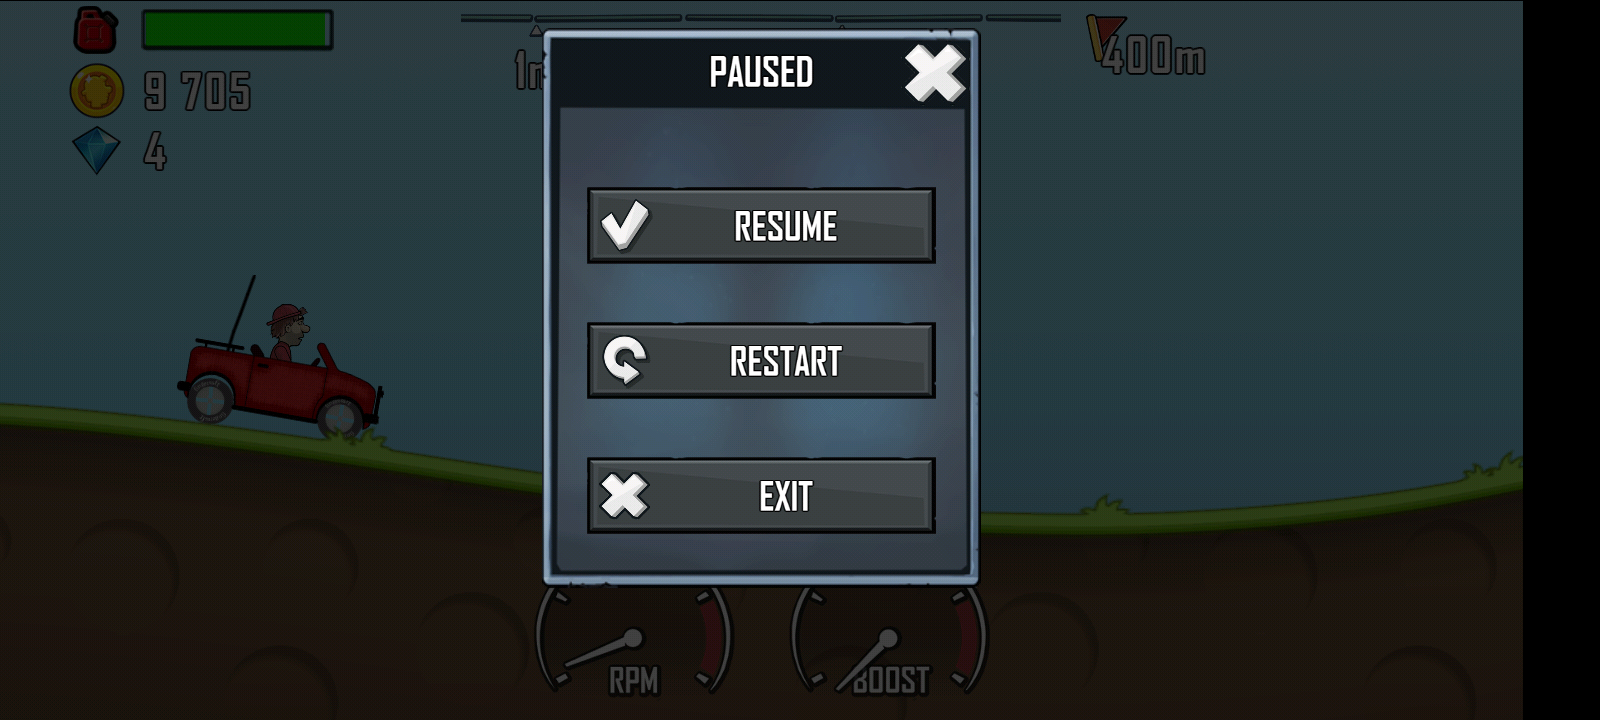 9 705
4
400m
PAUSED
RESUME
RESTART
EXIT
RPM
BOOST